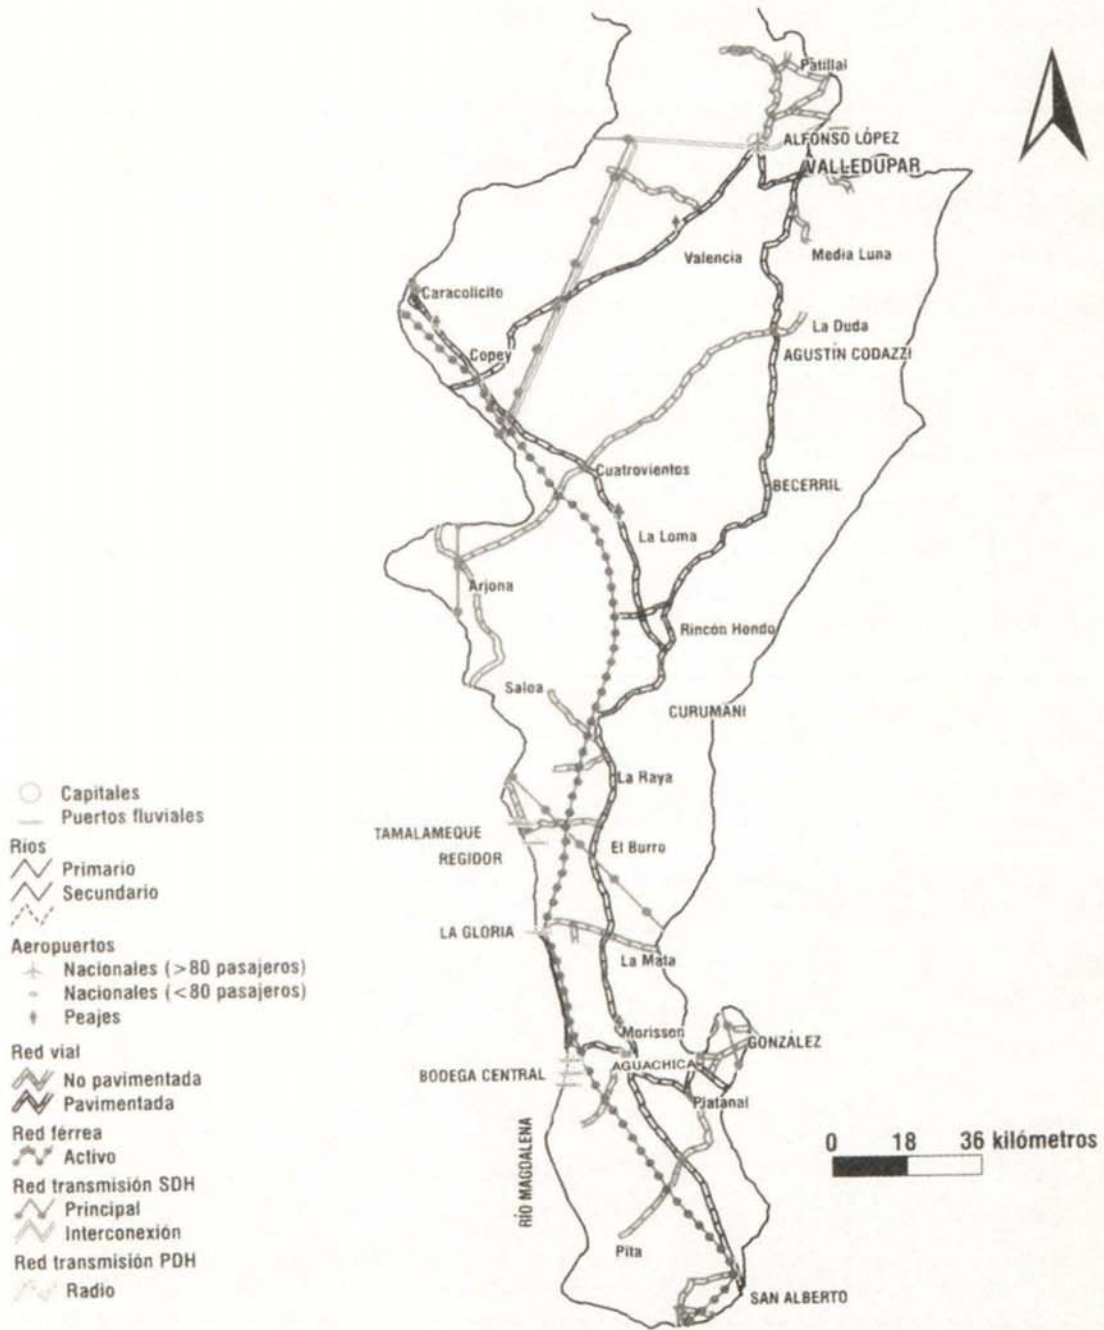 Patillal
ALFONSO LÓPEZ
VALLEDUPAR
Valencia
Media Luna
Caracolicito
La Duda
Copey
AGUSTÍN CODAZZI
Cuatrovientos
BECERRIL
La Loma
Arjona
Rincón Hondo
Saloa
CURUMANI
La Raya
TAMALAMEQUE
REGIDOR
El Burro
LA GLORIA
La Mata
Morisson
GONZÁLEZ
AGUACHICA
BODEGA CENTRAL
Platanal
RÍO MAGDALENA
Pita
SAN ALBERTO
0 18 36 kilómetros
Capitales
Puertos fluviales
Ríos
Primario
Secundario
Aeropuertos
Nacionales (>80 pasajeros)
Nacionales (<80 pasajeros)
Peajes
Red vial
No pavimentada
Pavimentada
Red férrea
Activo
Red transmisión SDH
Principal
Interconexión
Red transmisión PDH
Radio